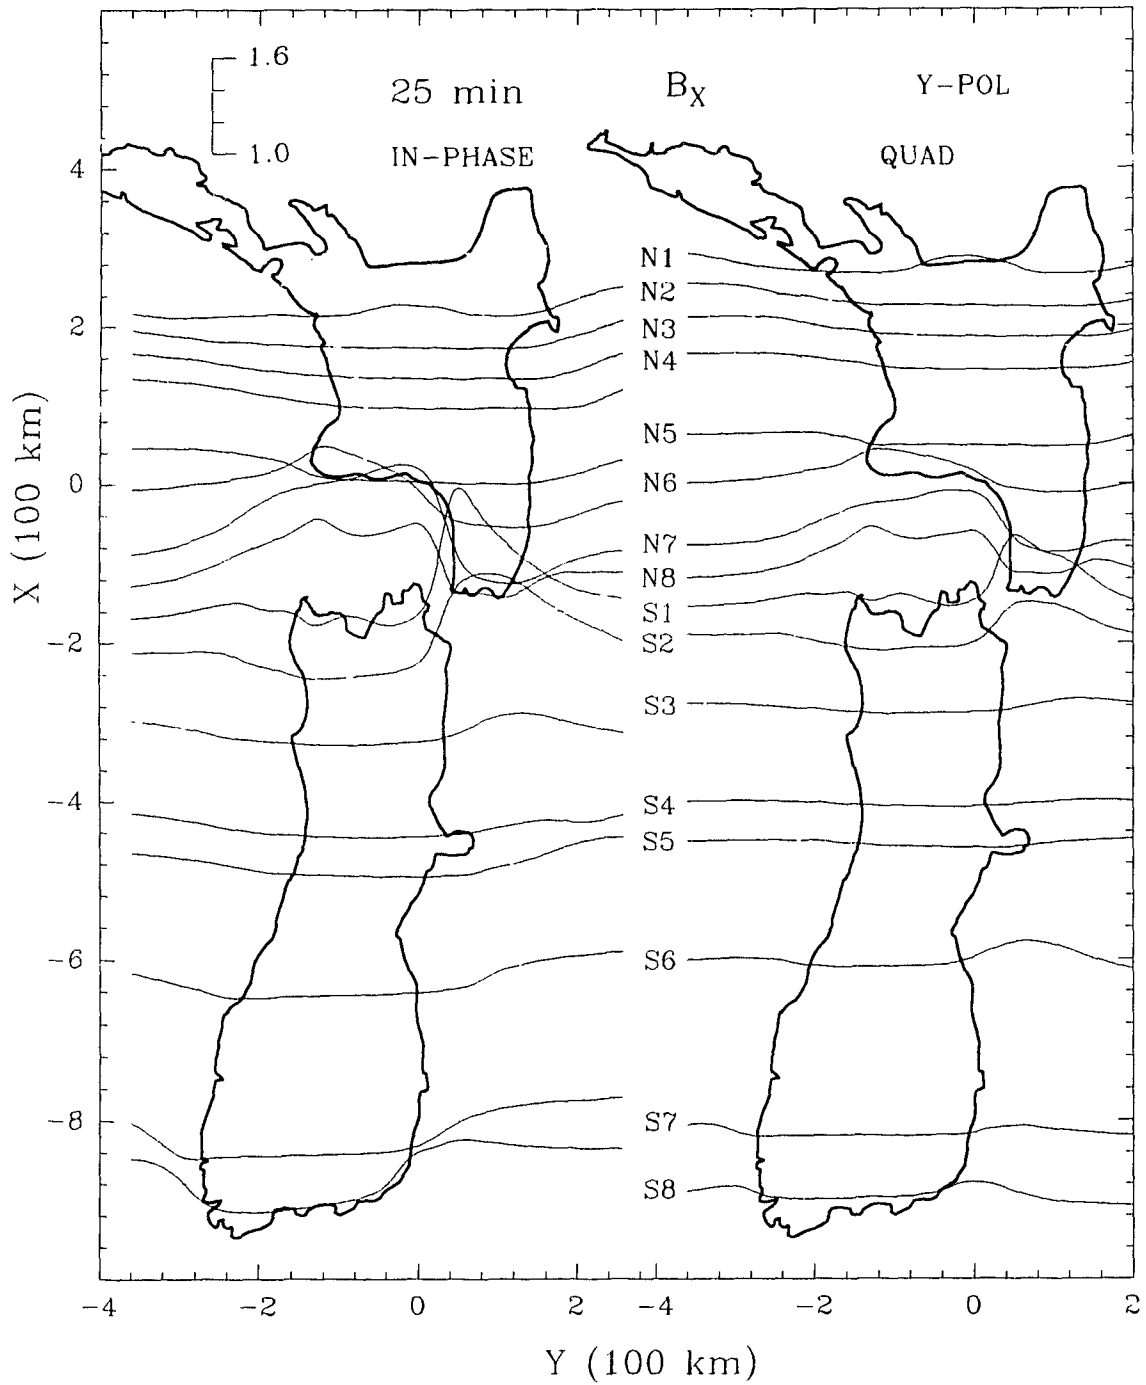 1.6
25 min
B_X
Y-POL
1.0
IN-PHASE
QUAD
4
2
0
-2
-4
-6
-8
X (100 km)
N1
N2
N3
N4
N5
N6
N7
N8
S1
S2
S3
S4
S5
S6
S7
S8
-4 -2 0 2 -4 -2 0 2
Y (100 km)